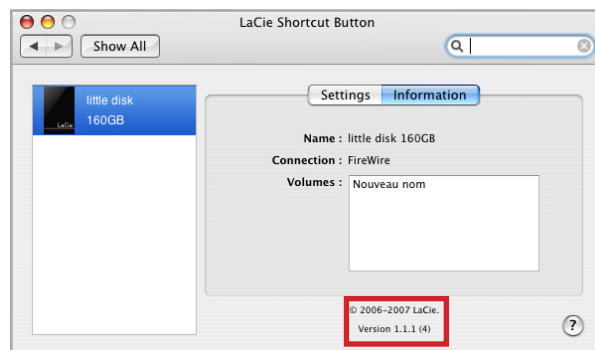 LaCie Shortcut Button
Show All
little disk
160GB
LaCie
Settings Information
Name : little disk 160GB
Connection : FireWire
Volumes : Nouveau nom
© 2006–2007 LaCie.
Version 1.1.1 (4)
?